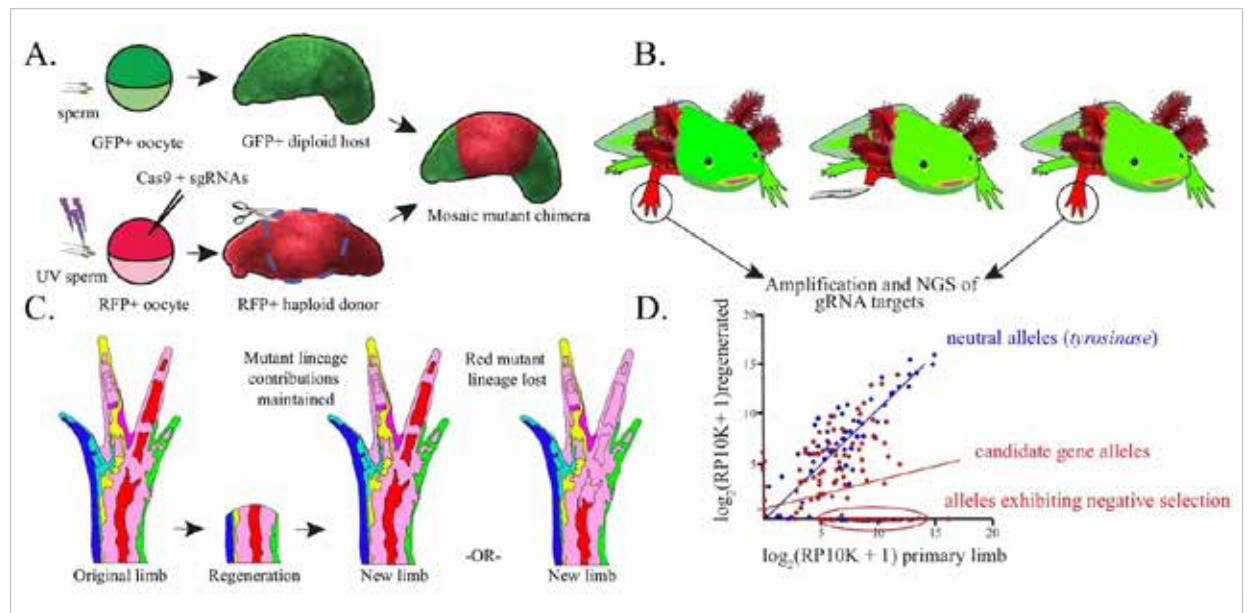 A.
sperm
GFP+ oocyte
GFP+ diploid host
Cas9 + sgRNAs
Mosaic mutant chimera
UV sperm
RFP+ oocyte
RFP+ haploid donor
B.
Amplification and NGS of
gRNA targets
C.
Mutant lineage
contributions
maintained
Red mutant
lineage lost
Original limb
Regeneration
New limb
-OR-
New limb
D.
log2(RP10K+ 1)regenerated
20
15
10
5
neutral alleles (tyrosinase)
candidate gene alleles
alleles exhibiting negative selection
5
10
15
20
log2(RP10K + 1) primary limb